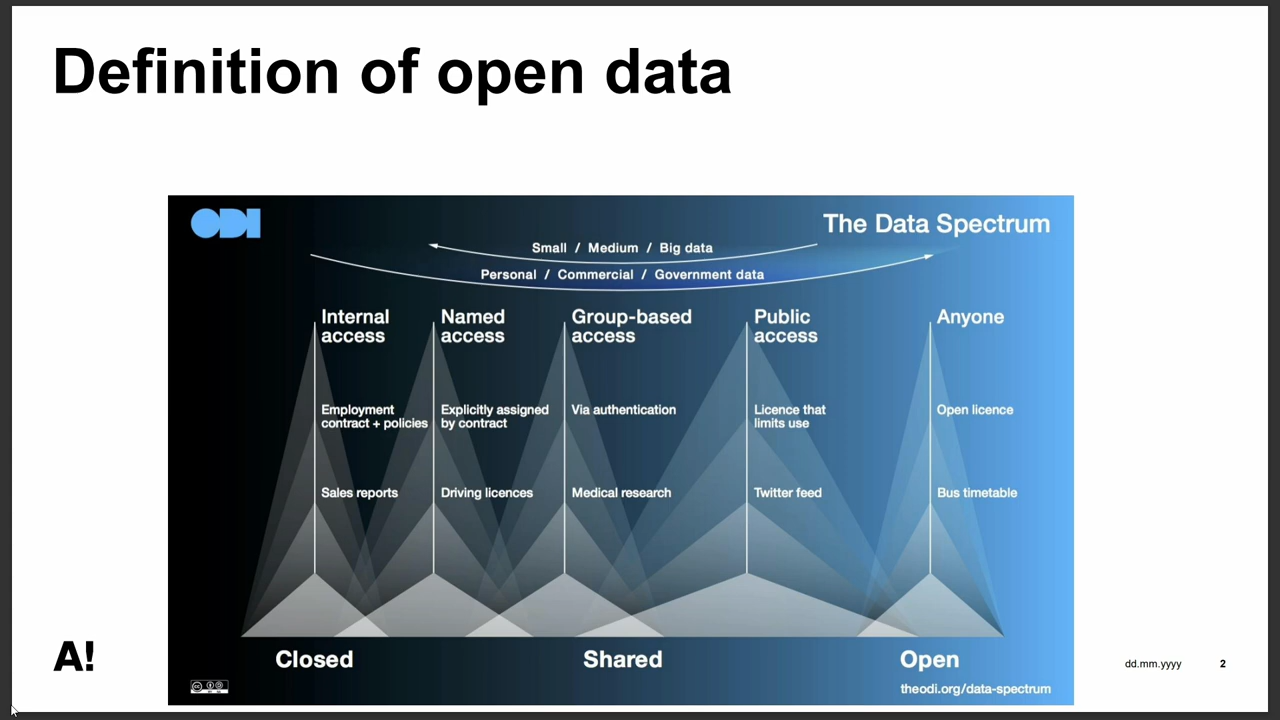 Definition of open data
ODI
The Data Spectrum
Small / Medium / Big data
Personal / Commercial / Government data
Internal
access
Named
access
Group-based
access
Public
access
Anyone
Employment
contract + policies
Explicitly assigned
by contract
Via authentication
Licence that
limits use
Open licence
Sales reports
Driving licences
Medical research
Twitter feed
Bus timetable
Closed
Shared
Open
theodi.org/data-spectrum
A!
dd.mm.yyyy
2